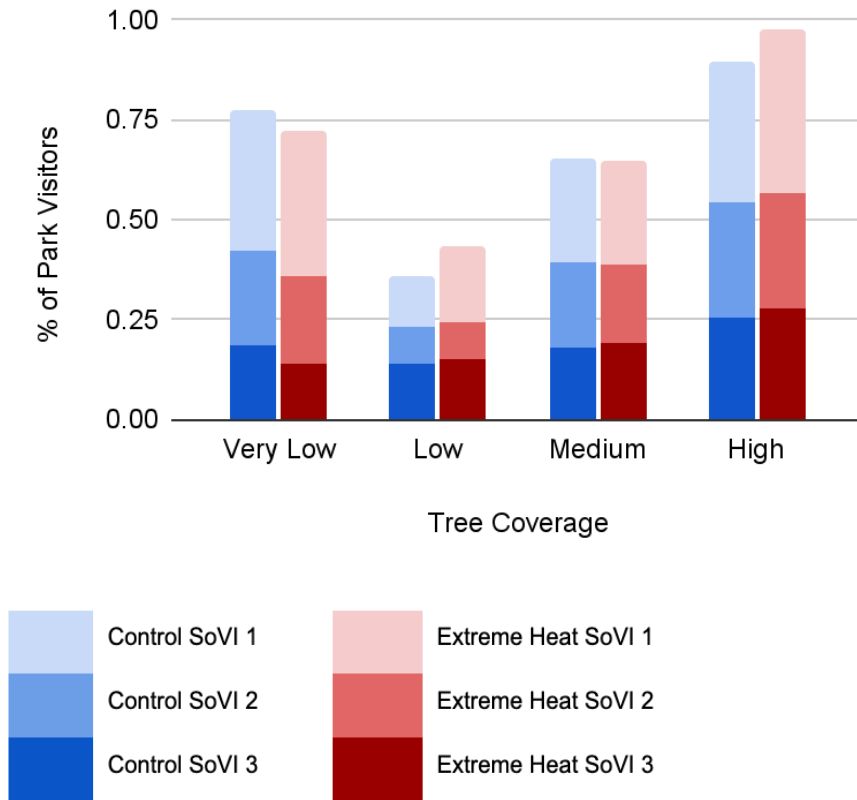 1.00
0.75
0.50
0.25
0.00
% of Park Visitors
Very Low Low Medium High
Tree Coverage
Control SoVI 1 Extreme Heat SoVI 1
Control SoVI 2 Extreme Heat SoVI 2
Control SoVI 3 Extreme Heat SoVI 3